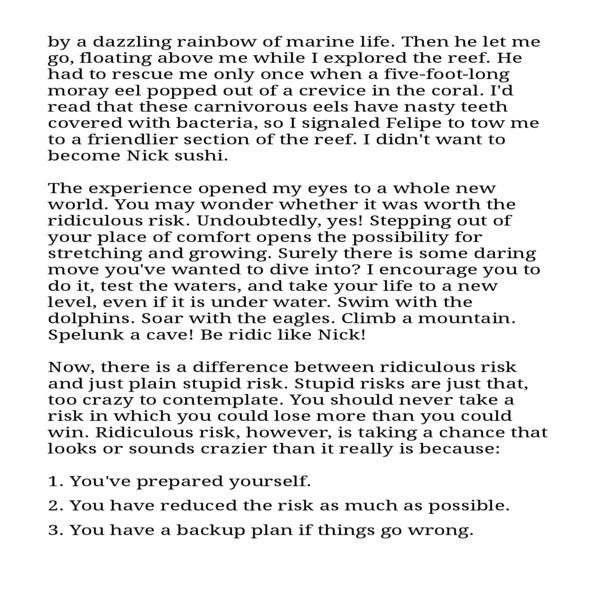 by a dazzling rainbow of marine life. Then he let me
go, floating above me while I explored the reef. He
had to rescue me only once when a five-foot-long
moray eel popped out of a crevice in the coral. I'd
read that these carnivorous eels have nasty teeth
covered with bacteria, so I signaled Felipe to tow me
to a friendlier section of the reef. I didn't want to
become Nick sushi.
The experience opened my eyes to a whole new
world. You may wonder whether it was worth the
ridiculous risk. Undoubtedly, yes! Stepping out of
your place of comfort opens the possibility for
stretching and growing. Surely there is some daring
move you've wanted to dive into? I encourage you to
do it, test the waters, and take your life to a new
level, even if it is under water. Swim with the
dolphins. Soar with the eagles. Climb a mountain.
Spelunk a cave! Be ridic like Nick!
Now, there is a difference between ridiculous risk
and just plain stupid risk. Stupid risks are just that,
too crazy to contemplate. You should never take a
risk in which you could lose more than you could
win. Ridiculous risk, however, is taking a chance that
looks or sounds crazier than it really is because:
1. You've prepared yourself.
2. You have reduced the risk as much as possible.
3. You have a backup plan if things go wrong.